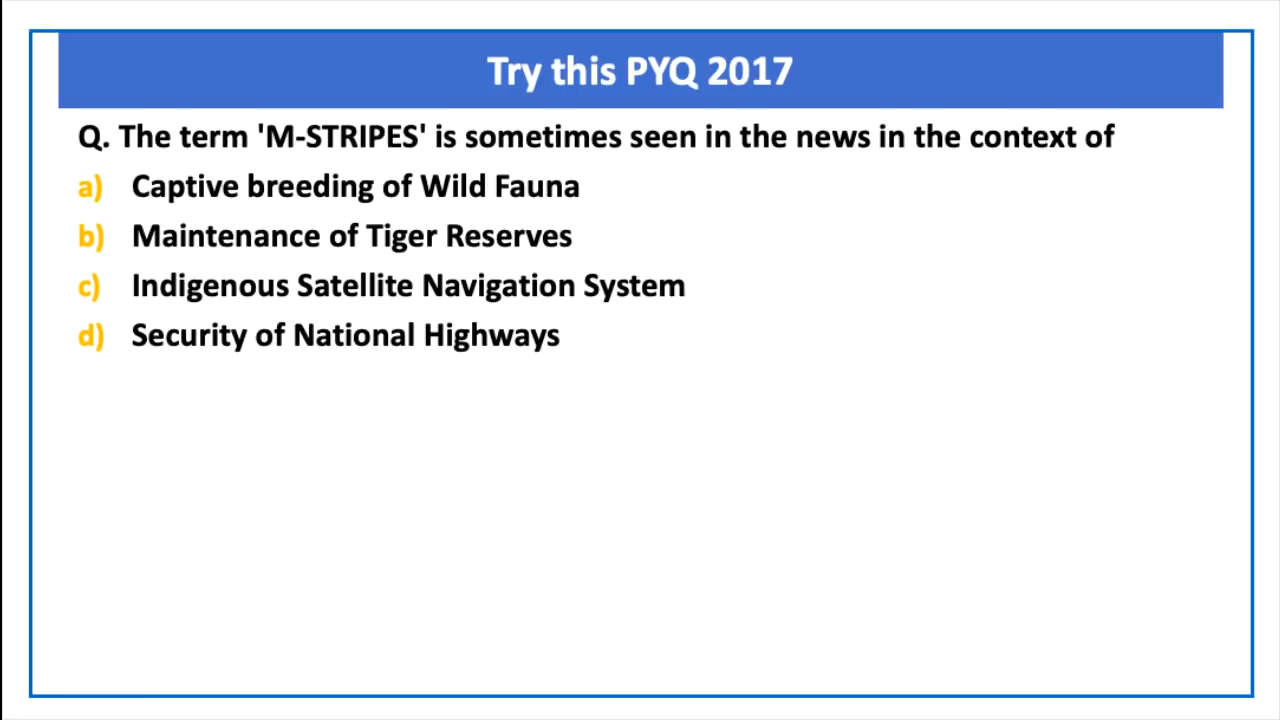 Try this PYQ 2017
Q. The term 'M-STRIPES' is sometimes seen in the news in the context of
a) Captive breeding of Wild Fauna
b) Maintenance of Tiger Reserves
c) Indigenous Satellite Navigation System
d) Security of National Highways